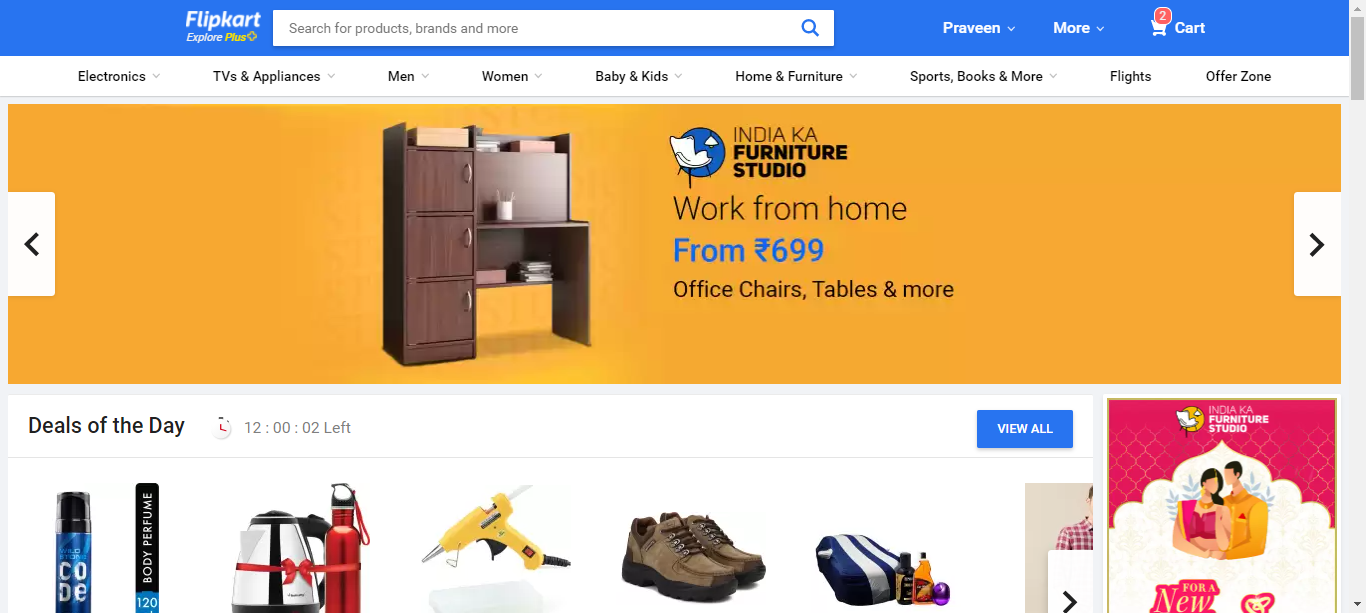 Flipkart
Explore Plus
Search for products, brands and more
Praveen
More
2
Cart
Electronics
TVs & Appliances
Men
Women
Baby & Kids
Home & Furniture
Sports, Books & More
Flights
Offer Zone
INDIA KA
FURNITURE
STUDIO
Work from home
From ₹699
Office Chairs, Tables & more
Deals of the Day
12 : 00 : 02 Left
VIEW ALL
INDIA KA
FURNITURE
STUDIO
WILD
STONE
CODE
BODY PERFUME
120
FOR A
New